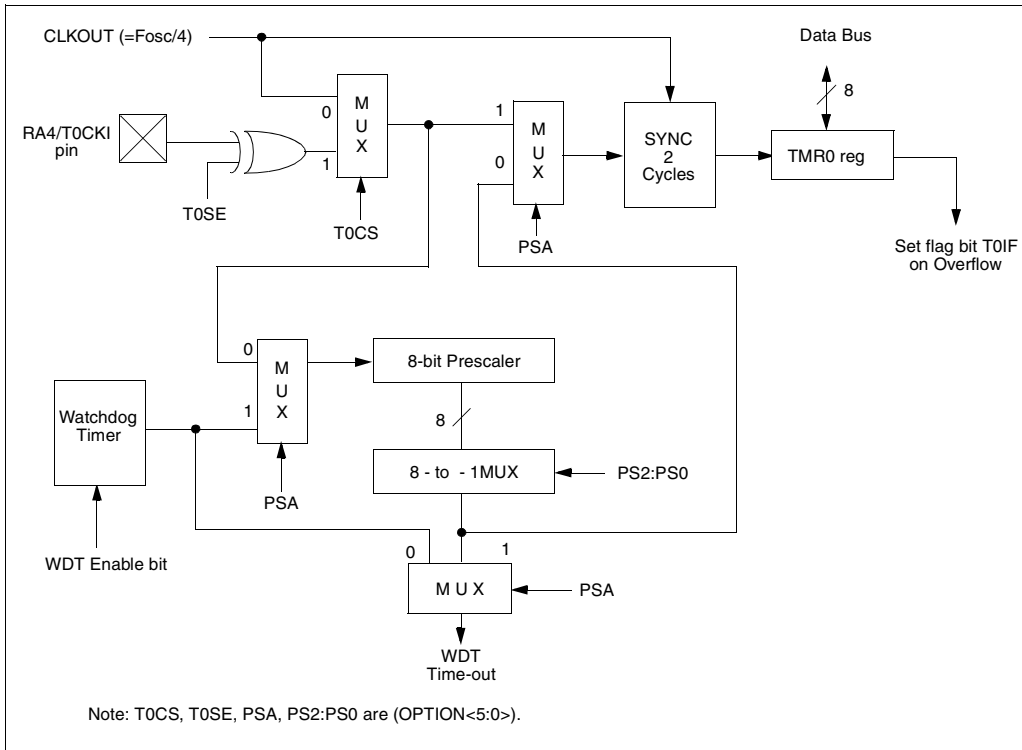 CLKOUT (=Fosc/4)
Data Bus
8
RA4/T0CKI
pin
T0SE
0
1
M
U
X
T0CS
1
0
M
U
X
PSA
SYNC
2
Cycles
TMR0 reg
Set flag bit T0IF
on Overflow
0
1
M
U
X
PSA
Watchdog
Timer
WDT Enable bit
8-bit Prescaler
8
8 - to - 1MUX
PS2:PS0
0
1
M U X
PSA
WDT
Time-out
Note: T0CS, T0SE, PSA, PS2:PS0 are (OPTION<5:0>).